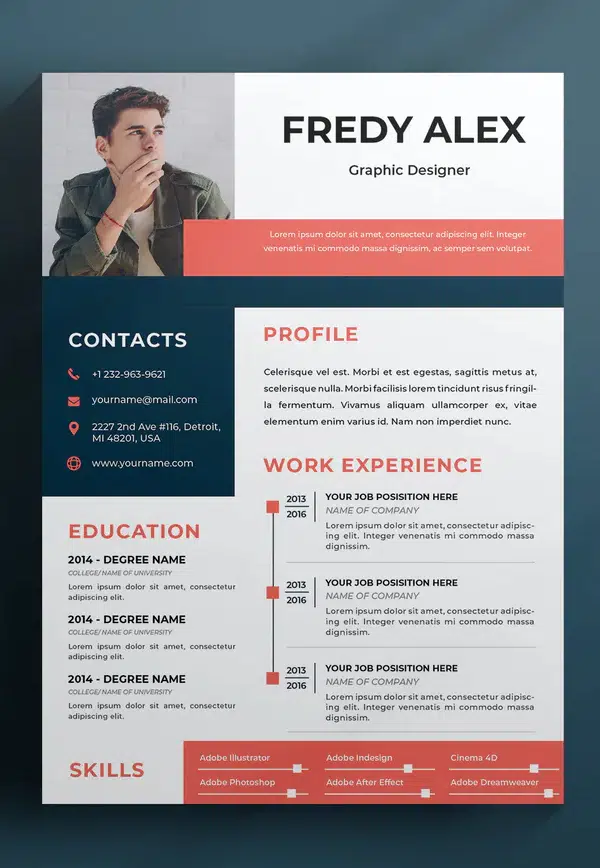 FREDY ALEX
Graphic Designer
Lorem ipsum dolor sit amet, consectetur adipiscing elit. Integer
venenatis mi commodo massa dignissim, ac semper sem volutpat.
CONTACTS
+1 232-963-9621
yourname@mail.com
2227 2nd Ave #116, Detroit,
MI 48201, USA
www.yourname.com
EDUCATION
2014 - DEGREE NAME
COLLEGE/ NAME OF UNIVERSITY
Lorem ipsum dolor sit amet, consectetur
adipiscing elit.
2014 - DEGREE NAME
COLLEGE/ NAME OF UNIVERSITY
Lorem ipsum dolor sit amet, consectetur
adipiscing elit.
2014 - DEGREE NAME
COLLEGE/ NAME OF UNIVERSITY
Lorem ipsum dolor sit amet, consectetur
adipiscing elit.
PROFILE
Celerisque vel est. Morbi et est egestas, sagittis metus at,
scelerisque nulla. Morbi facilisis lorem tincidunt risus fringil-
la fermentum. Vivamus aliquam ullamcorper ex, vitae
elementum enim varius id. Nam non imperdiet nunc.
WORK EXPERIENCE
2013
2016
YOUR JOB POSISITION HERE
NAME OF COMPANY
Lorem ipsum dolor sit amet, consectetur adipisc-
ing elit. Integer venenatis mi commodo massa
dignissim.
2013
2016
YOUR JOB POSISITION HERE
NAME OF COMPANY
Lorem ipsum dolor sit amet, consectetur adipisc-
ing elit. Integer venenatis mi commodo massa
dignissim.
2013
2016
YOUR JOB POSISITION HERE
NAME OF COMPANY
Lorem ipsum dolor sit amet, consectetur adipisc-
ing elit. Integer venenatis mi commodo massa
dignissim.
SKILLS
Adobe Illustrator
Adobe Indesign
Cinema 4D
Adobe Photoshop
Adobe After Effect
Adobe Dreamweaver